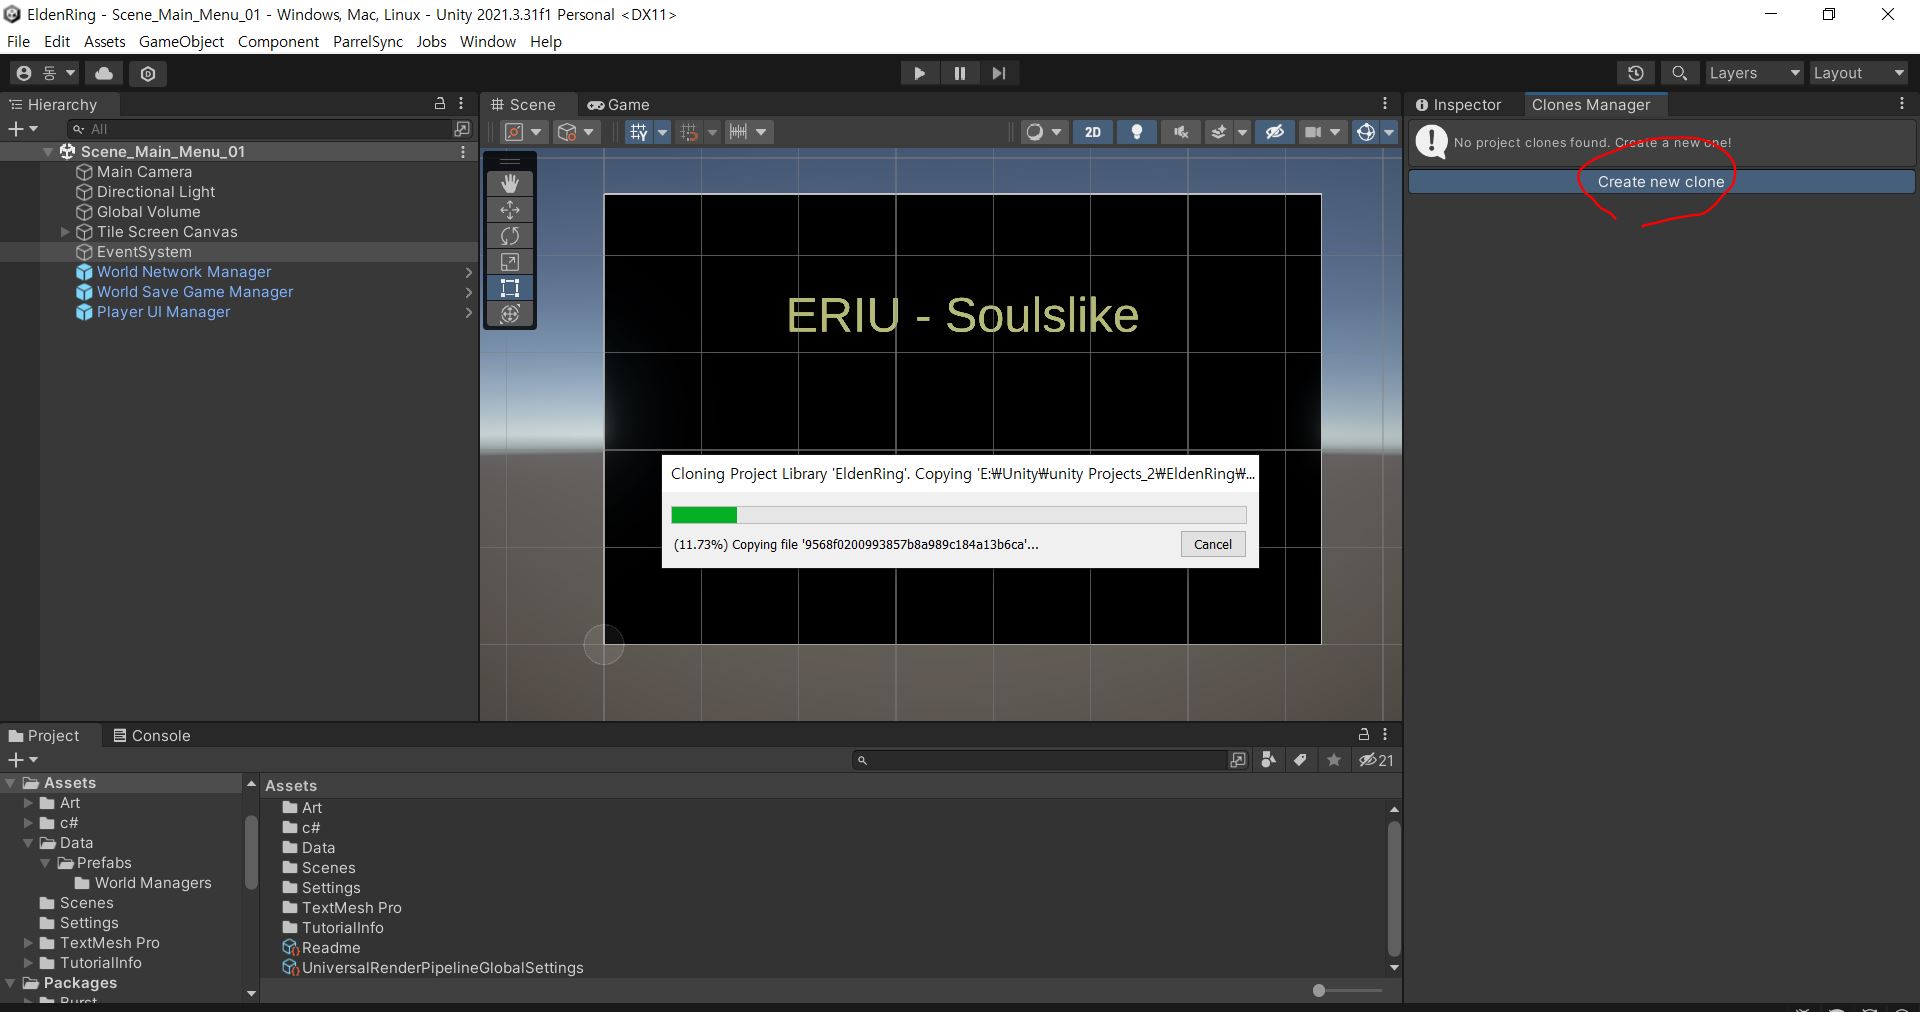 EldenRing - Scene_Main_Menu_01 - Windows, Mac, Linux - Unity 2021.3.31f1 Personal <DX11>
File Edit Assets GameObject Component ParrelSync Jobs Window Help
동 Layers Layout
Hierarchy
All
Scene_Main_Menu_01
Main Camera
Directional Light
Global Volume
Tile Screen Canvas
EventSystem
World Network Manager
World Save Game Manager
Player UI Manager
Scene Game
2D
ERIU - Soulslike
Cloning Project Library 'EldenRing'. Copying 'E:₩Unity₩unity Projects_2₩EldenRing₩...
(11.73%) Copying file '9568f0200993857b8a989c184a13b6ca'...
Cancel
Inspector Clones Manager
No project clones found. Create a new one!
Create new clone
Project Console
21
Assets
Art
c#
Data
Prefabs
World Managers
Scenes
Settings
TextMesh Pro
TutorialInfo
Packages
Burst
Assets
Art
c#
Data
Scenes
Settings
TextMesh Pro
TutorialInfo
Readme
UniversalRenderPipelineGlobalSettings